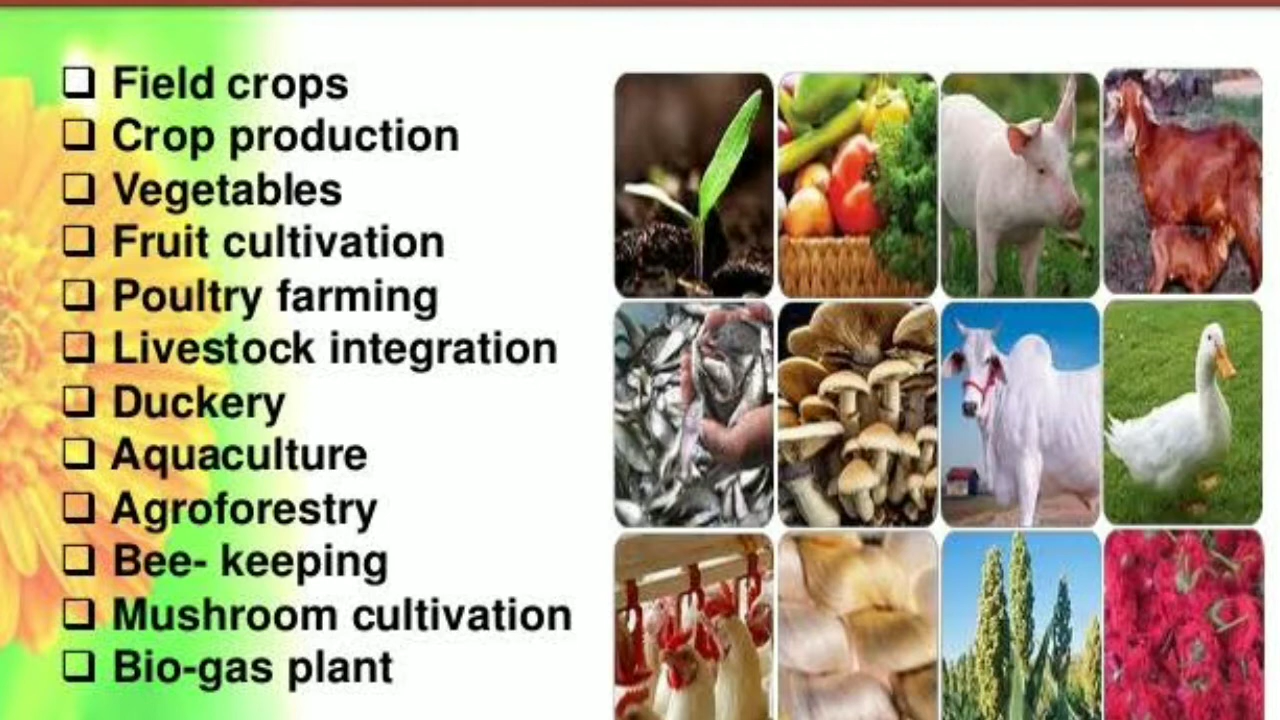 ❑ Field crops
❑ Crop production
❑ Vegetables
❑ Fruit cultivation
❑ Poultry farming
❑ Livestock integration
❑ Duckery
❑ Aquaculture
❑ Agroforestry
❑ Bee- keeping
❑ Mushroom cultivation
❑ Bio-gas plant